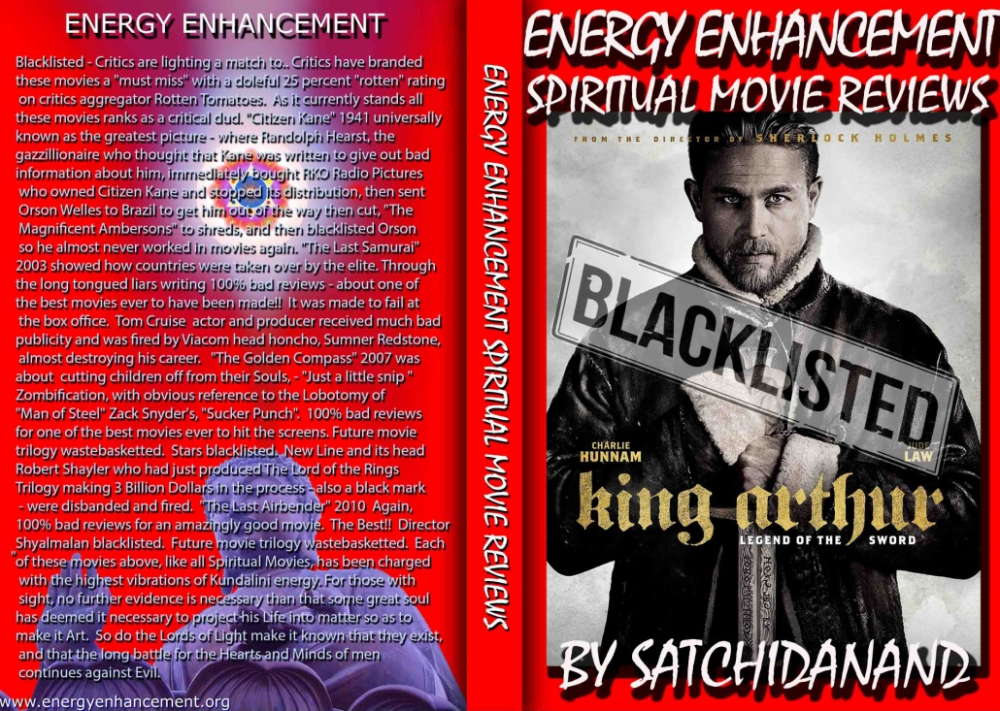 ENERGY ENHANCEMENT
Blacklisted - Critics are lighting a match to.. Critics have branded
these movies a "must miss" with a doleful 25 percent "rotten" rating
on critics aggregator Rotten Tomatoes.  As it currently stands all
these movies ranks as a critical dud. "Citizen Kane" 1941 universally
known as the greatest picture - where Randolph Hearst, the
gazzillionaire who thought that Kane was written to give out bad
information about him, immediately bought RKO Radio Pictures
who owned Citizen Kane and stopped its distribution, then sent
Orson Welles to Brazil to get him out of the way then cut, "The
Magnificent Ambersons" to shreds, and then blacklisted Orson
so he almost never worked in movies again. "The Last Samurai"
2003 showed how countries were taken over by the elite. Through
the long tongued liars writing 100% bad reviews - about one of
the best movies ever to have been made!!  It was made to fail at
the box office.  Tom Cruise  actor and producer received much bad
publicity and was fired by Viacom head honcho, Sumner Redstone,
almost destroying his career.   "The Golden Compass" 2007 was
about  cutting children off from their Souls, - "Just a little snip "
Zombification, with obvious reference to the Lobotomy of
"Man of Steel" Zack Snyder's, "Sucker Punch".  100% bad reviews
for one of the best movies ever to hit the screens. Future movie
trilogy wastebasketted.  Stars blacklisted.  New Line and its head
Robert Shayler who had just produced The Lord of the Rings
Trilogy making 3 Billion Dollars in the process - also a black mark
- were disbanded and fired.  "The Last Airbender" 2010  Again,
100% bad reviews for an amazingly good movie.  The Best!!  Director
Shyalmalan blacklisted.  Future movie trilogy wastebasketted.  Each
"of these movies above, like all Spiritual Movies, has been charged
with the highest vibrations of Kundalini energy. For those with
sight, no further evidence is necessary than that some great soul
has deemed it necessary to project his Life into matter so as to
make it Art.  So do the Lords of Light make it known that they exist,
and that the long battle for the Hearts and Minds of men
continues against Evil.
www.energyenhancement.org
ENERGY ENHANCEMENT SPIRITUAL MOVIE REVIEWS
ENERGY ENHANCEMENT
SPIRITUAL MOVIE REVIEWS
FROM THE DIRECTOR OF SHERLOCK HOLMES
BLACKLISTED
CHARLIE HUNNAM
JUDE LAW
king arthur
LEGEND OF THE SWORD
BY SATCHIDANAND